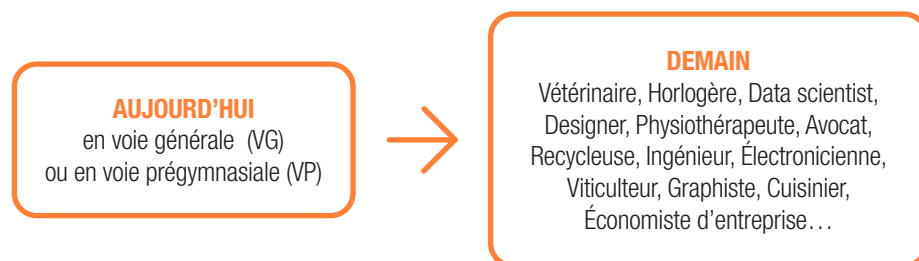 AUJOURD'HUI
en voie générale (VG)
ou en voie prégymnasiale (VP)
DEMAIN
Vétérinaire, Horlogère, Data scientist,
Designer, Physiothérapeute, Avocat,
Recycleuse, Ingénieur, Électronicienne,
Viticulteur, Graphiste, Cuisinier,
Économiste d'entreprise…